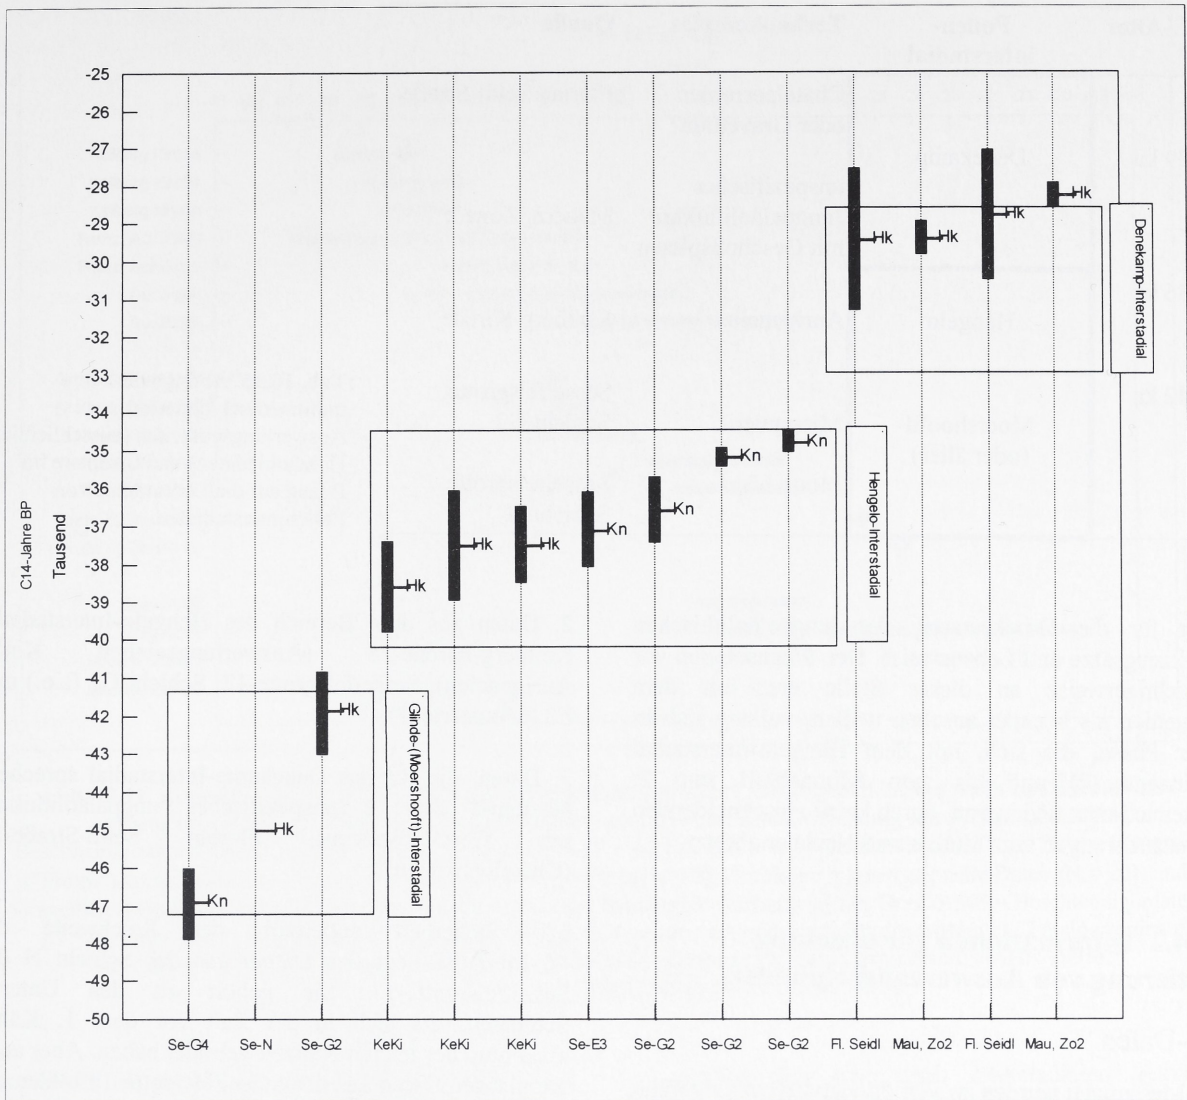 -25
-26
-27
-28
-29
-30
-31
-32
-33
-34
-35
-36
-37
-38
-39
-40
-41
-42
-43
-44
-45
-46
-47
-48
-49
-50
C14-Jahre BP
Tausend
Kn
Hk
Hk
Hk
Hk
Hk
Kn
Kn
Kn
Kn
Hk
Hk
Hk
Hk
Glinde-(Moershooft)-Interstadial
Hengelo-Interstadial
Denekamp-Interstadial
Se-G4 Se-N Se-G2 KeKi KeKi KeKi Se-E3 Se-G2 Se-G2 Se-G2 Fl. Seidl Mau, Zo2 Fl. Seidl Mau, Zo2